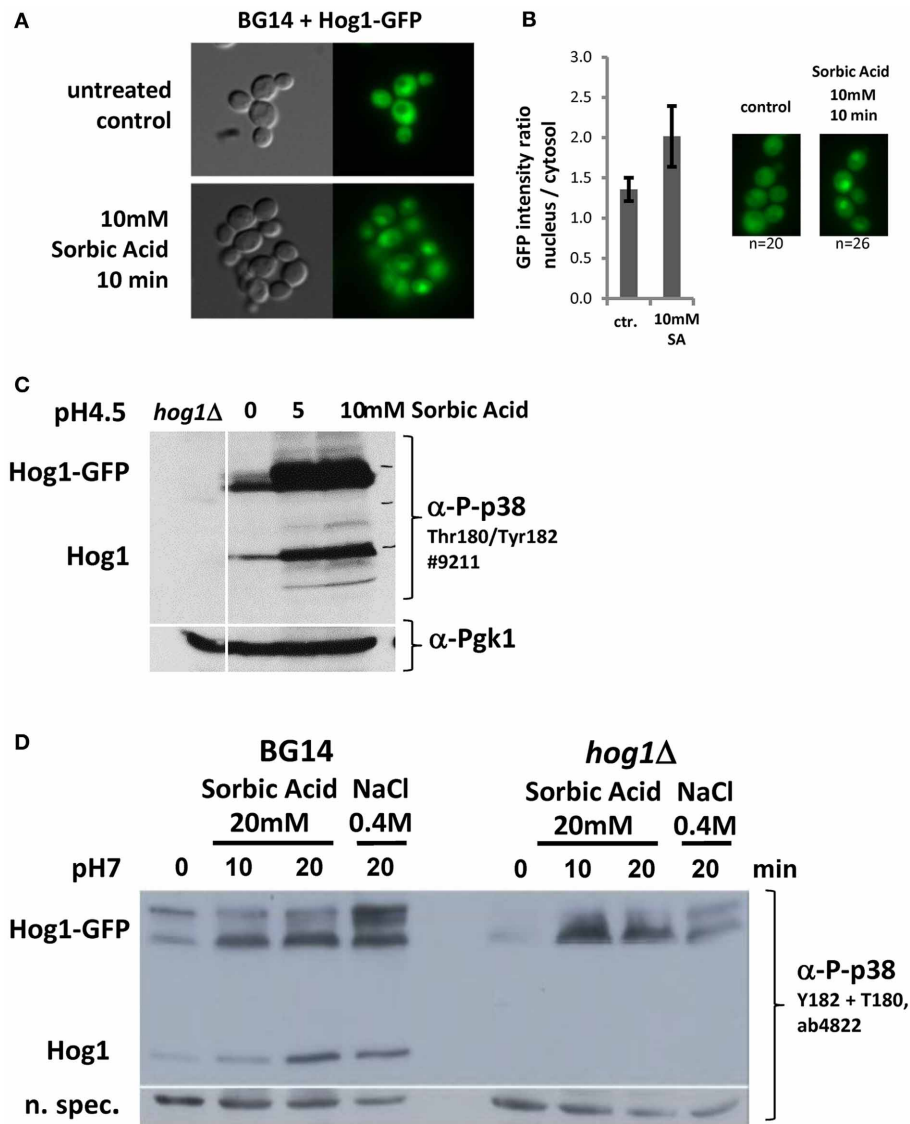 A
BG14 + Hog1-GFP
untreated
control
10mM
Sorbic Acid
10 min
B
GFP intensity ratio
nucleus / cytosol
3.0
2.5
2.0
1.5
1.0
0.5
0.0
ctr.
10mM
SA
control
Sorbic Acid
10mM
10 min
n=20
n=26
C
pH4.5 hog1Δ 0 5 10mM Sorbic Acid
Hog1-GFP
Hog1
α-P-p38
Thr180/Tyr182
#9211
α-Pgk1
D
BG14 hog1Δ
Sorbic Acid NaCl Sorbic Acid NaCl
20mM 0.4M 20mM 0.4M
pH7 0 10 20 20 0 10 20 20 min
Hog1-GFP
Hog1
n. spec.
α-P-p38
Y182 + T180,
ab4822